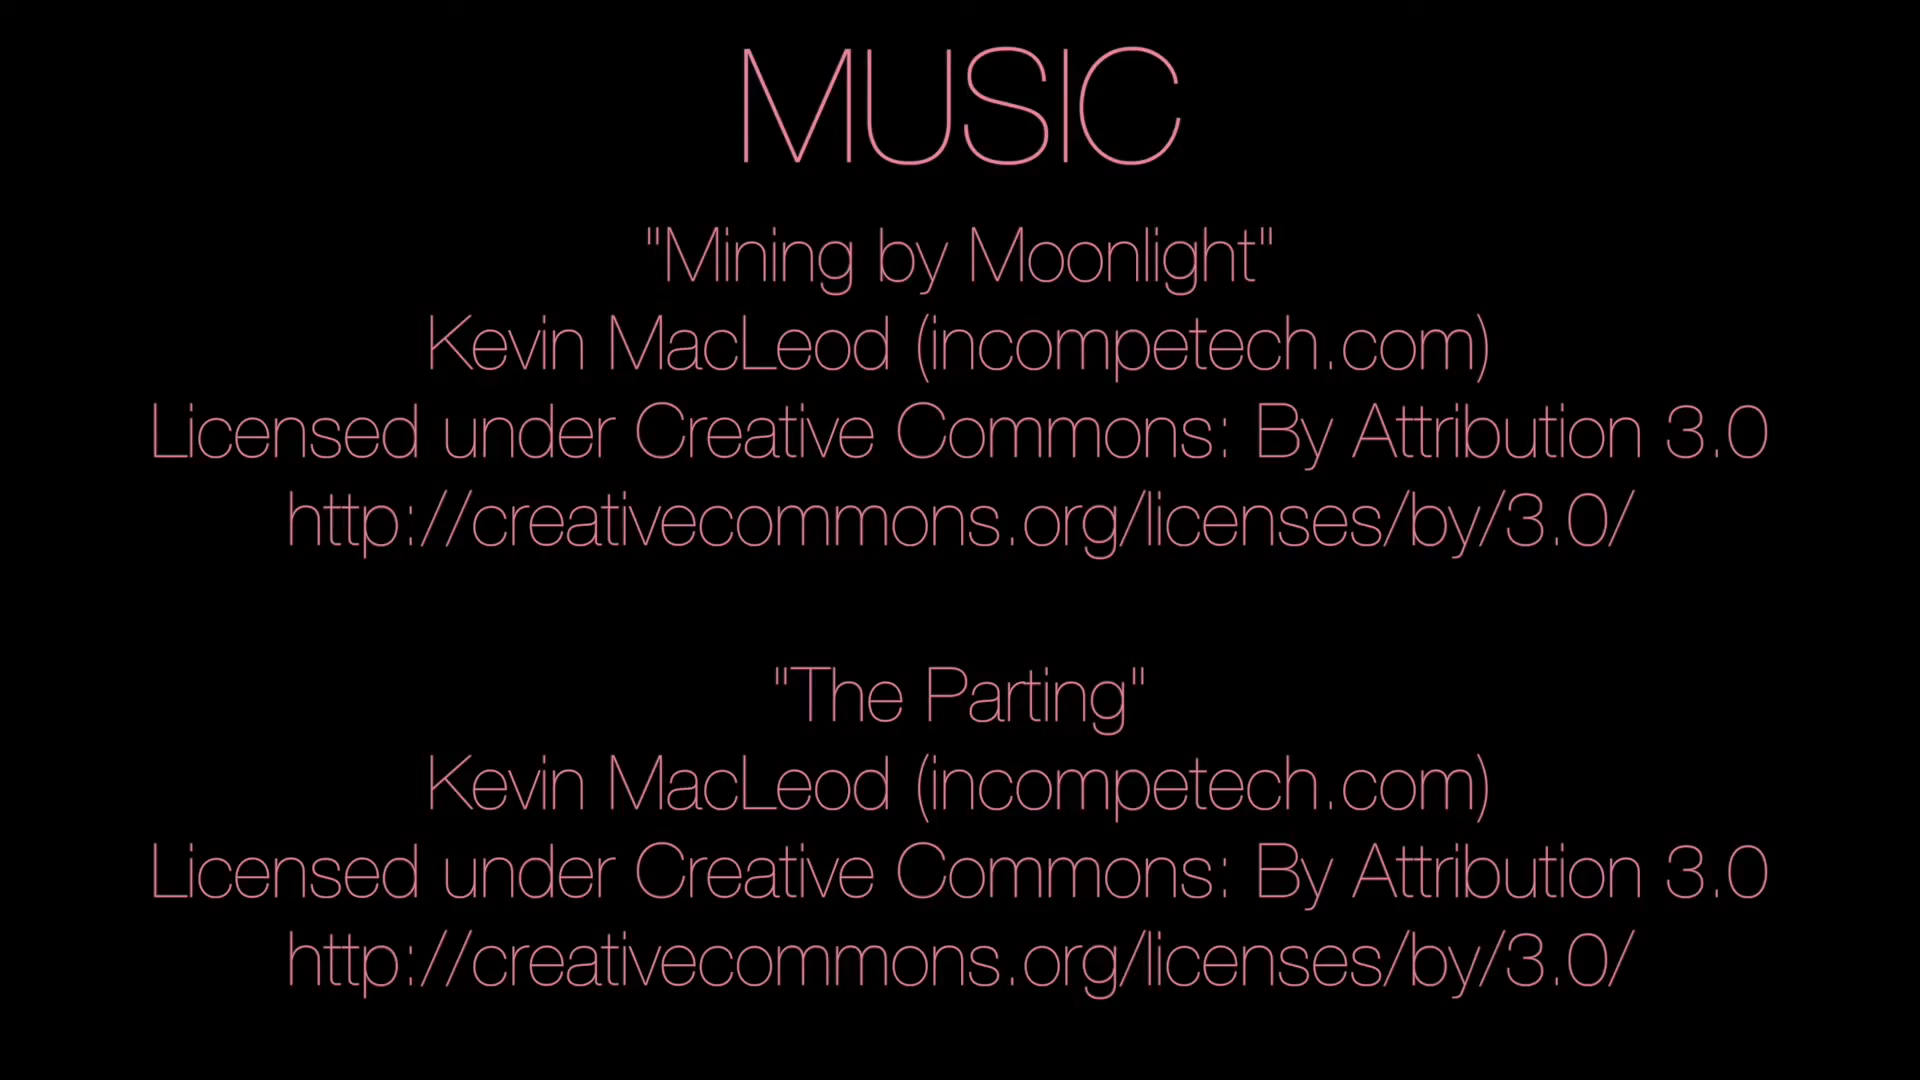 MUSIC
"Mining by Moonlight"
Kevin MacLeod (incompetech.com)
Licensed under Creative Commons: By Attribution 3.0
http://creativecommons.org/licenses/by/3.0/
"The Parting"
Kevin MacLeod (incompetech.com)
Licensed under Creative Commons: By Attribution 3.0
http://creativecommons.org/licenses/by/3.0/